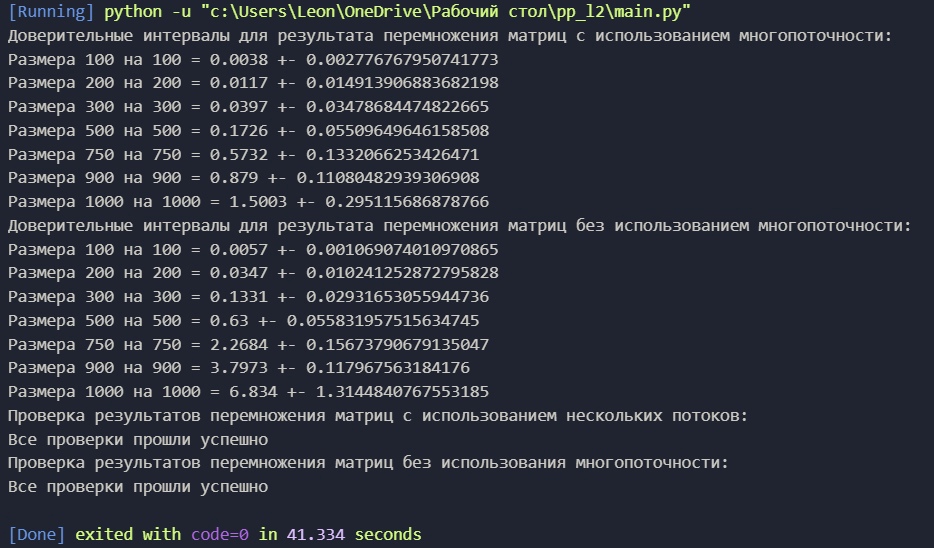 [Running] python -u "c:\Users\Leon\OneDrive\Рабочий стол\pp_l2\main.py"
Доверительные интервалы для результата перемножения матриц с использованием многопоточности:
Размера 100 на 100 = 0.0038 +- 0.002776767950741773
Размера 200 на 200 = 0.0117 +- 0.014913906883682198
Размера 300 на 300 = 0.0397 +- 0.03478684474822665
Размера 500 на 500 = 0.1726 +- 0.05509649646158508
Размера 750 на 750 = 0.5732 +- 0.1332066253426471
Размера 900 на 900 = 0.879 +- 0.11080482939306908
Размера 1000 на 1000 = 1.5003 +- 0.295115686878766
Доверительные интервалы для результата перемножения матриц без использованием многопоточности:
Размера 100 на 100 = 0.0057 +- 0.0010690740109708​65
Размера 200 на 200 = 0.0347 +- 0.010241252872795828
Размера 300 на 300 = 0.1331 +- 0.02931653055944736
Размера 500 на 500 = 0.63 +- 0.055831957515634745
Размера 750 на 750 = 2.2684 +- 0.15673790679135047
Размера 900 на 900 = 3.7973 +- 0.117967563184176
Размера 1000 на 1000 = 6.834 +- 1.3144840767553185
Проверка результатов перемножения матриц с использованием нескольких потоков:
Все проверки прошли успешно
Проверка результатов перемножения матриц без использования многопоточности:
Все проверки прошли успешно
[Done] exited with code=0 in 41.334 seconds